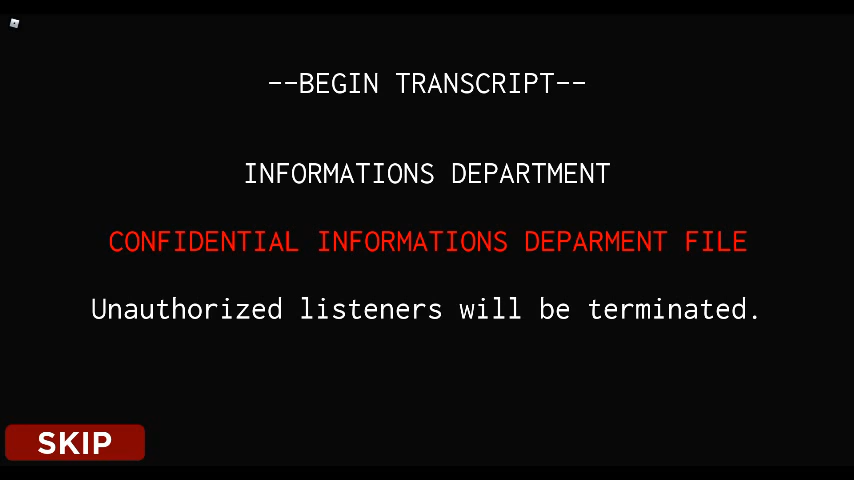 --BEGIN TRANSCRIPT--
INFORMATIONS DEPARTMENT
CONFIDENTIAL INFORMATIONS DEPARMENT FILE
Unauthorized listeners will be terminated.
SKIP